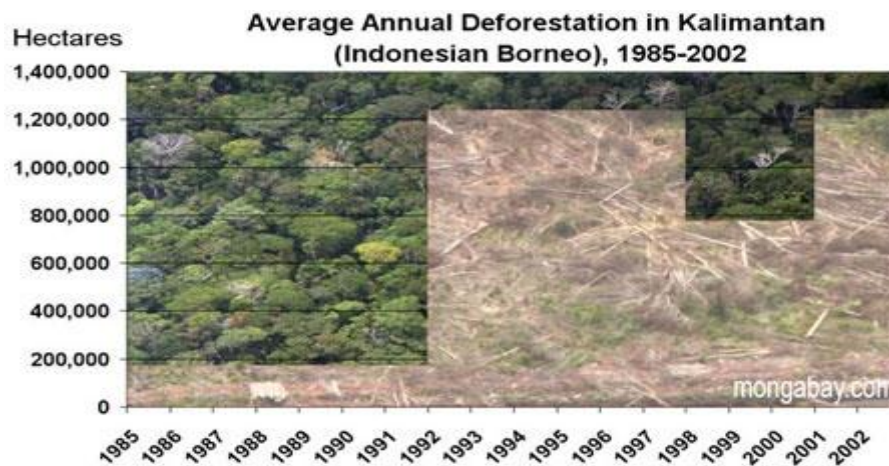 Average Annual Deforestation in Kalimantan
(Indonesian Borneo), 1985-2002
Hectares
1,400,000
1,200,000
1,000,000
800,000
600,000
400,000
200,000
0
mongabay.com
1985 1986 1987 1988 1989 1990 1991 1992 1993 1994 1995 1996 1997 1998 1999 2000 2001 2002